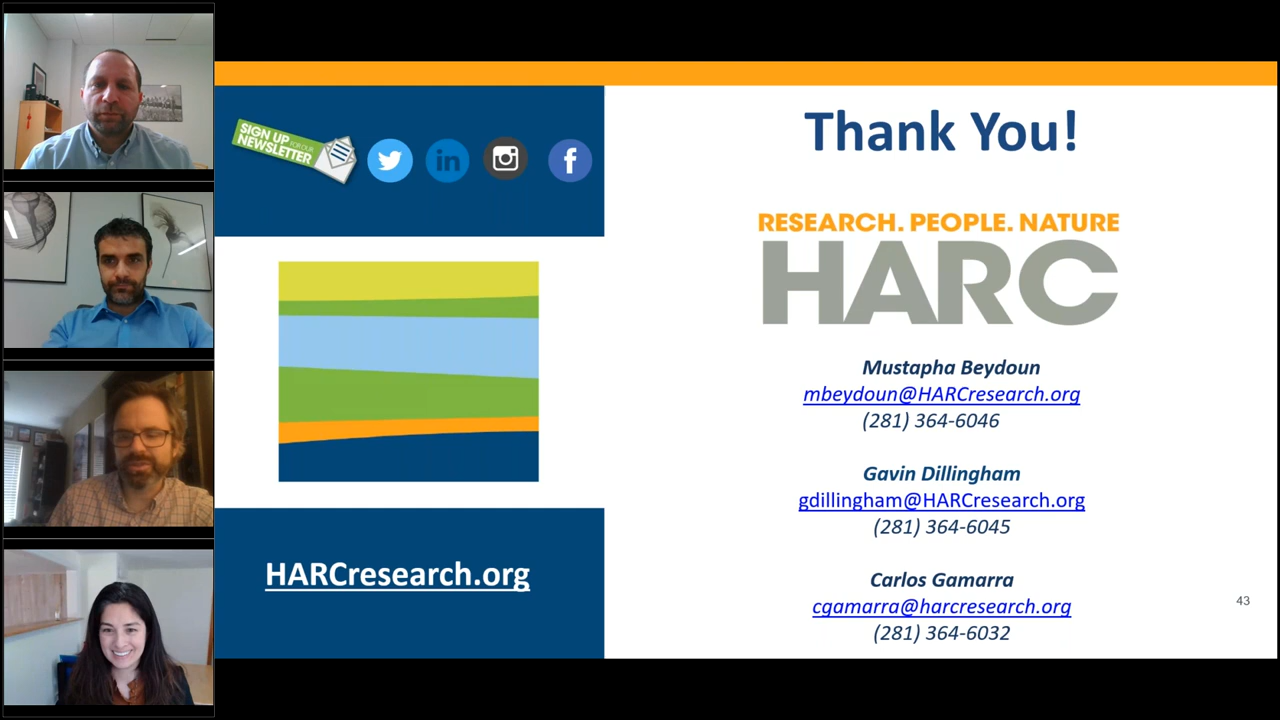 SIGN UP FOR OUR
NEWSLETTER
in
f
HARCresearch.org
Thank You!
RESEARCH. PEOPLE. NATURE
HARC
Mustapha Beydoun
mbeydoun@HARCresearch.org
(281) 364-6046
Gavin Dillingham
gdillingham@HARCresearch.org
(281) 364-6045
Carlos Gamarra
cgamarra@harcresearch.org
(281) 364-6032
43